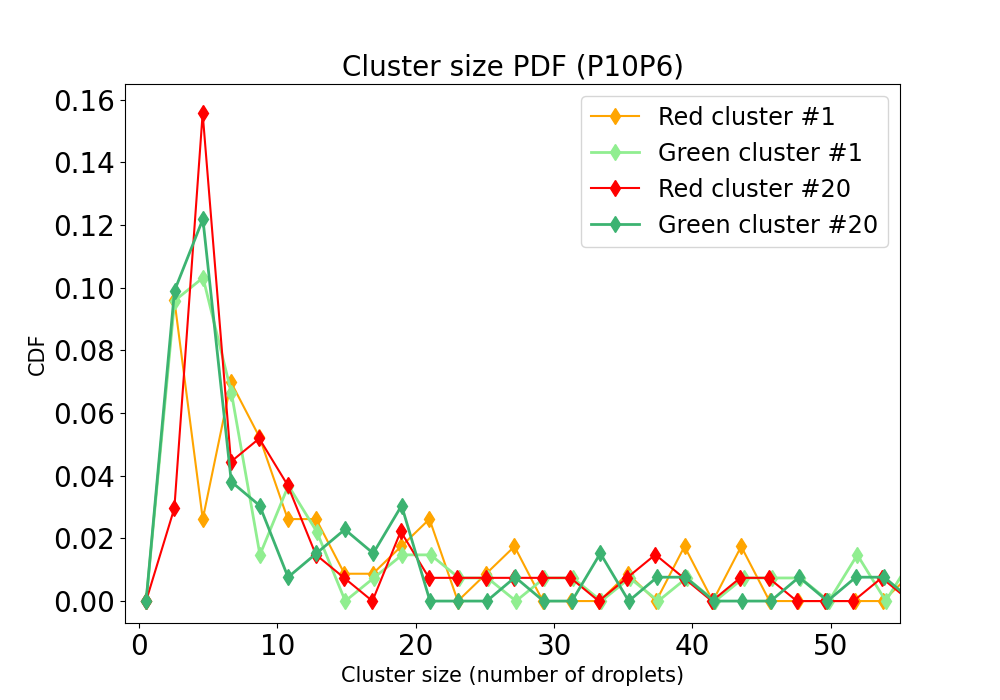 Cluster size PDF (P10P6)
0.16
0.14
0.12
0.10
0.08
0.06
0.04
0.02
0.00
CDF
Red cluster #1
Green cluster #1
Red cluster #20
Green cluster #20
0 10 20 30 40 50
Cluster size (number of droplets)